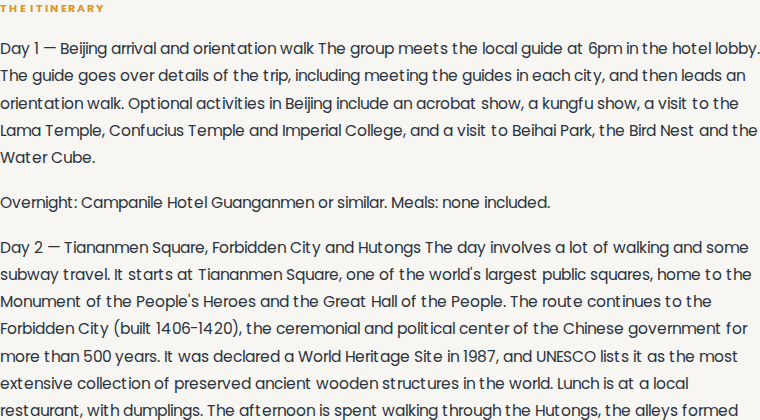 THE ITINERARY
Day 1 — Beijing arrival and orientation walk The group meets the local guide at 6pm in the hotel lobby.
The guide goes over details of the trip, including meeting the guides in each city, and then leads an
orientation walk. Optional activities in Beijing include an acrobat show, a kungfu show, a visit to the
Lama Temple, Confucius Temple and Imperial College, and a visit to Beihai Park, the Bird Nest and the
Water Cube.
Overnight: Campanile Hotel Guanganmen or similar. Meals: none included.
Day 2 — Tiananmen Square, Forbidden City and Hutongs The day involves a lot of walking and some
subway travel. It starts at Tiananmen Square, one of the world's largest public squares, home to the
Monument of the People's Heroes and the Great Hall of the People. The route continues to the
Forbidden City (built 1406-1420), the ceremonial and political center of the Chinese government for
more than 500 years. It was declared a World Heritage Site in 1987, and UNESCO lists it as the most
extensive collection of preserved ancient wooden structures in the world. Lunch is at a local
restaurant, with dumplings. The afternoon is spent walking through the Hutongs, the alleys formed